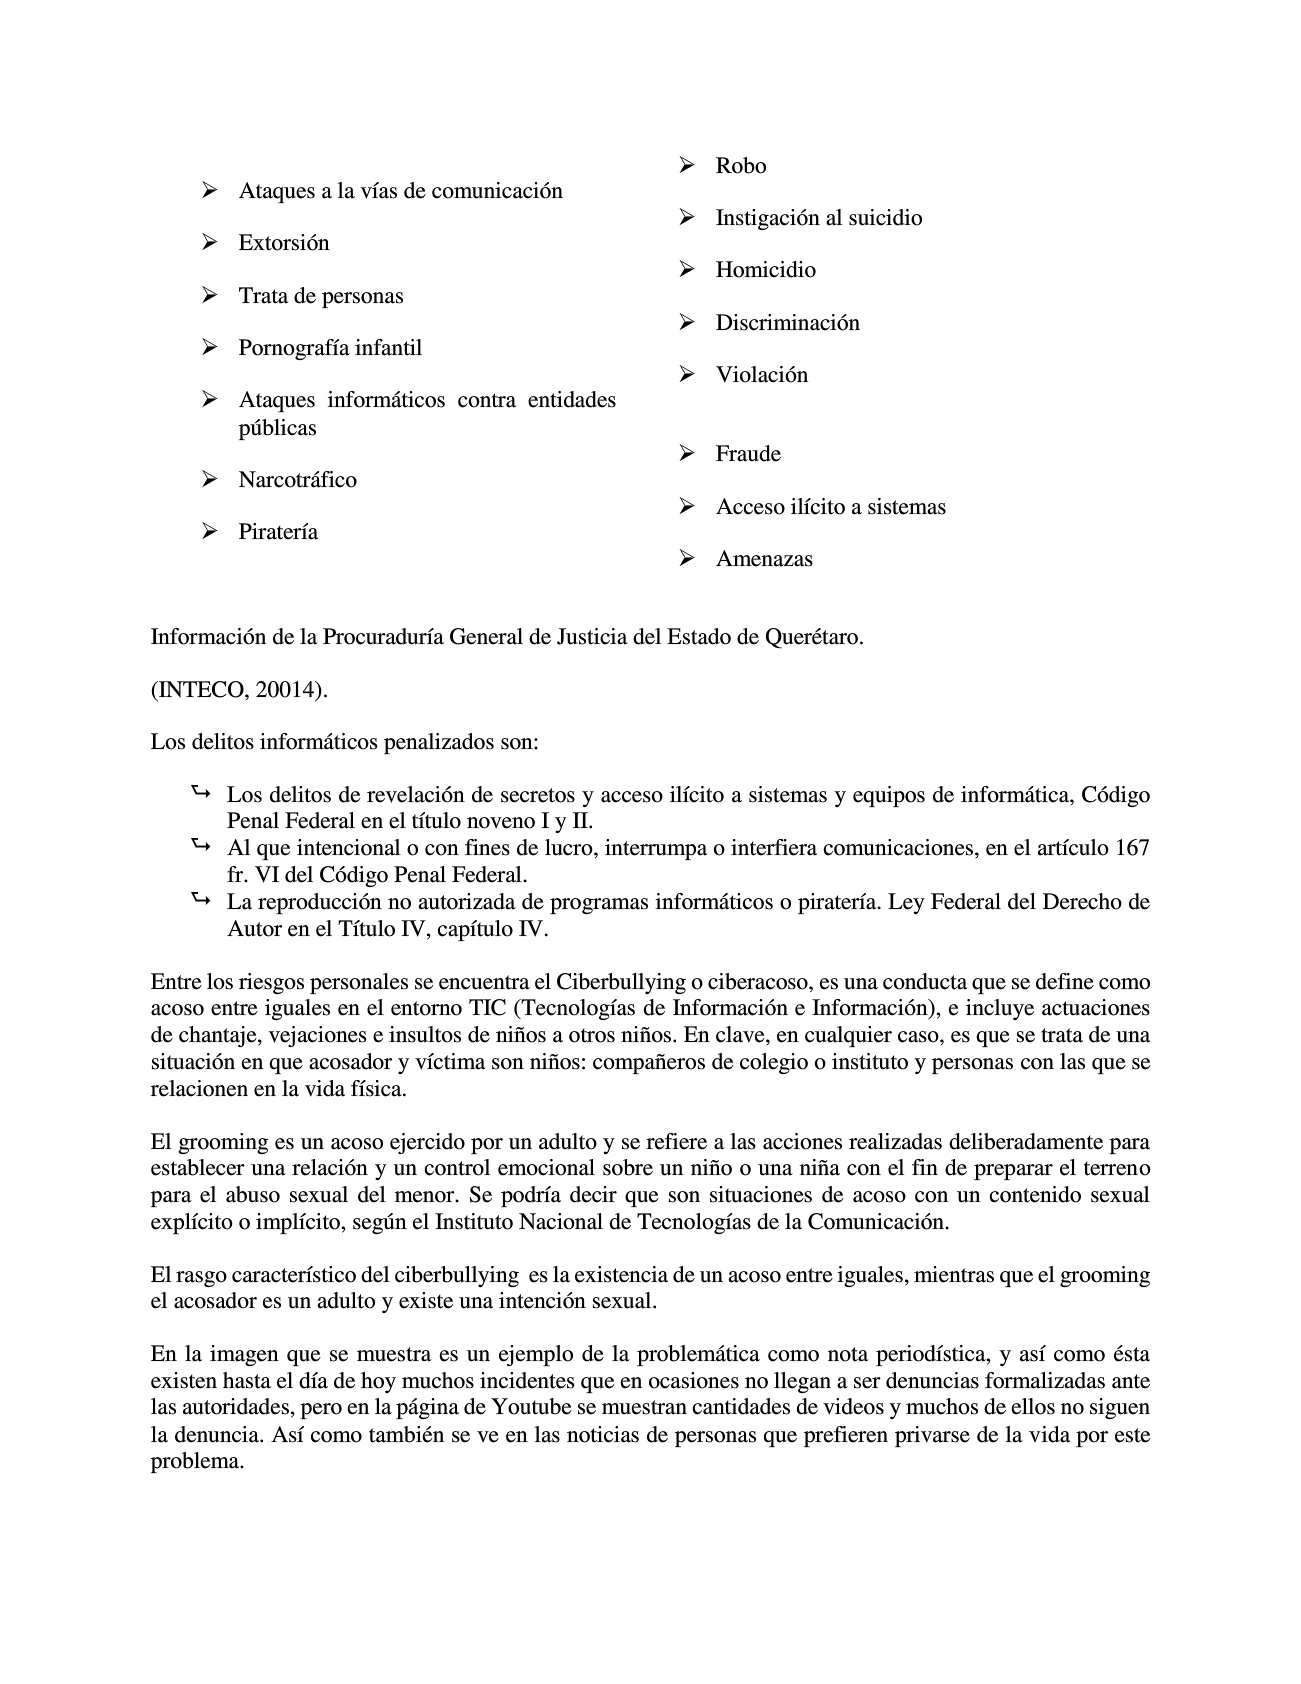 ➢ Ataques a la vías de comunicación
➢ Extorsión
➢ Trata de personas
➢ Pornografía infantil
➢ Ataques informáticos contra entidades
públicas
➢ Narcotráfico
➢ Piratería
➢ Robo
➢ Instigación al suicidio
➢ Homicidio
➢ Discriminación
➢ Violación
➢ Fraude
➢ Acceso ilícito a sistemas
➢ Amenazas
Información de la Procuraduría General de Justicia del Estado de Querétaro.
(INTECO, 20014).
Los delitos informáticos penalizados son:
Los delitos de revelación de secretos y acceso ilícito a sistemas y equipos de informática, Código
Penal Federal en el título noveno I y II.
Al que intencional o con fines de lucro, interrumpa o interfiera comunicaciones, en el artículo 167
fr. VI del Código Penal Federal.
La reproducción no autorizada de programas informáticos o piratería. Ley Federal del Derecho de
Autor en el Título IV, capítulo IV.
Entre los riesgos personales se encuentra el Ciberbullying o ciberacoso, es una conducta que se define como
acoso entre iguales en el entorno TIC (Tecnologías de Información e Información), e incluye actuaciones
de chantaje, vejaciones e insultos de niños a otros niños. En clave, en cualquier caso, es que se trata de una
situación en que acosador y víctima son niños: compañeros de colegio o instituto y personas con las que se
relacionen en la vida física.
El grooming es un acoso ejercido por un adulto y se refiere a las acciones realizadas deliberadamente para
establecer una relación y un control emocional sobre un niño o una niña con el fin de preparar el terreno
para el abuso sexual del menor. Se podría decir que son situaciones de acoso con un contenido sexual
explícito o implícito, según el Instituto Nacional de Tecnologías de la Comunicación.
El rasgo característico del ciberbullying es la existencia de un acoso entre iguales, mientras que el grooming
el acosador es un adulto y existe una intención sexual.
En la imagen que se muestra es un ejemplo de la problemática como nota periodística, y así como ésta
existen hasta el día de hoy muchos incidentes que en ocasiones no llegan a ser denuncias formalizadas ante
las autoridades, pero en la página de Youtube se muestran cantidades de videos y muchos de ellos no siguen
la denuncia. Así como también se ve en las noticias de personas que prefieren privarse de la vida por este
problema.